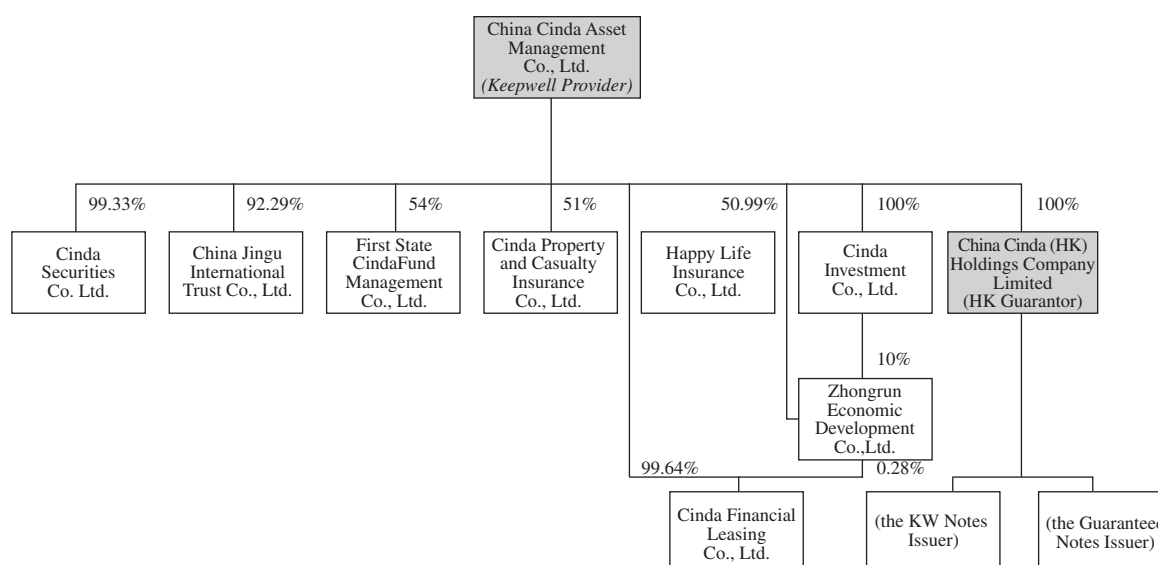 China Cinda Asset
Management
Co., Ltd.
(Keepwell Provider)
99.33%
92.29%
54%
51%
50.99%
100%
100%
Cinda
Securities
Co. Ltd.
China Jingu
International
Trust Co., Ltd.
First State
CindaFund
Management
Co., Ltd.
Cinda Property
and Casualty
Insurance
Co., Ltd.
Happy Life
Insurance
Co., Ltd.
Cinda
Investment
Co., Ltd.
China Cinda (HK)
Holdings Company
Limited
(HK Guarantor)
10%
Zhongrun
Economic
Development
Co.,Ltd.
99.64%
0.28%
Cinda Financial
Leasing
Co., Ltd.
(the KW Notes
Issuer)
(the Guarantee
Notes Issuer)